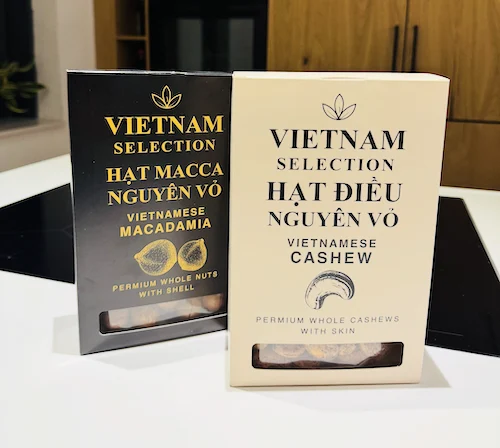 VIETNAM
SELECTION
HẠT MACCA
NGUYÊN VỎ
VIETNAMESE
MACADAMIA
PERMIUM WHOLE NUTS
WITH SHELL
VIETNAM
SELECTION
HẠT ĐIỀU
NGUYÊN VỎ
VIETNAMESE
CASHEW
PERMIUM WHOLE CASHEWS
WITH SKIN